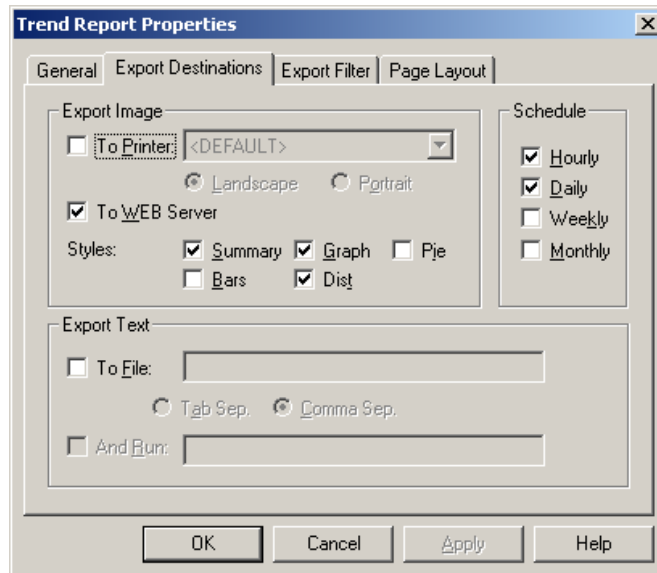 Trend Report Properties
General Export Destinations Export Filter Page Layout
Export Image
To Printer: <DEFAULT>
Landscape Portrait
To WEB Server
Styles: Summary Graph Pie
Bars Dist
Schedule
Hourly
Daily
Weekly
Monthly
Export Text
To File:
Tab Sep. Comma Sep.
And Run:
OK Cancel Apply Help